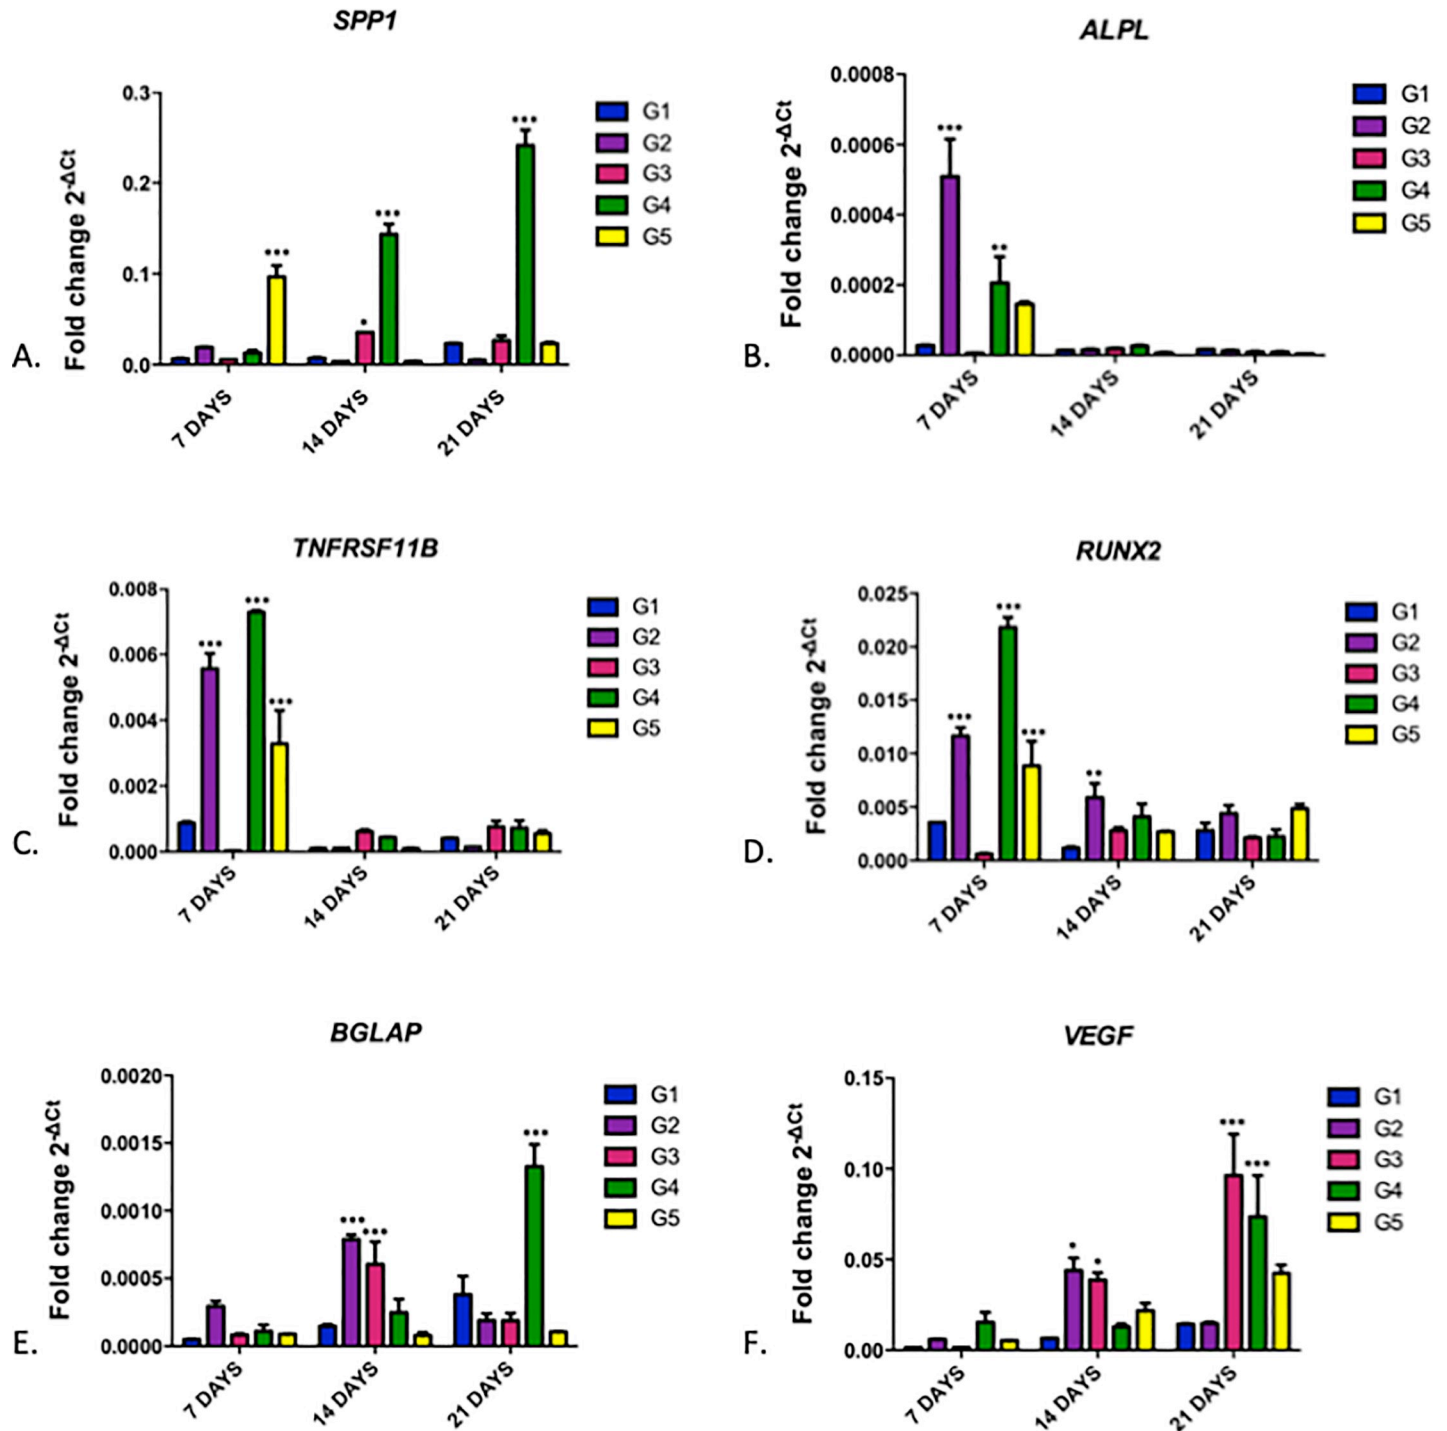 SPP1
Fold change 2-ΔCt
0.3
0.2
0.1
0.0
***
*
***
***
7 DAYS
14 DAYS
21 DAYS
G1
G2
G3
G4
G5
A.
ALPL
Fold change 2-ΔCt
0.0008
0.0006
0.0004
0.0002
0.0000
***
**
7 DAYS
14 DAYS
21 DAYS
G1
G2
G3
G4
G5
B.
TNFRSF11B
Fold change 2-ΔCt
0.008
0.006
0.004
0.002
0.000
***
***
***
7 DAYS
14 DAYS
21 DAYS
G1
G2
G3
G4
G5
C.
RUNX2
Fold change 2-ΔCt
0.025
0.020
0.015
0.010
0.005
0.000
***
***
***
**
7 DAYS
14 DAYS
21 DAYS
G1
G2
G3
G4
G5
D.
BGLAP
Fold change 2-ΔCt
0.0020
0.0015
0.0010
0.0005
0.0000
***
***
***
7 DAYS
14 DAYS
21 DAYS
G1
G2
G3
G4
G5
E.
VEGF
Fold change 2-ΔCt
0.15
0.10
0.05
0.00
*
*
***
***
7 DAYS
14 DAYS
21 DAYS
G1
G2
G3
G4
G5
F.